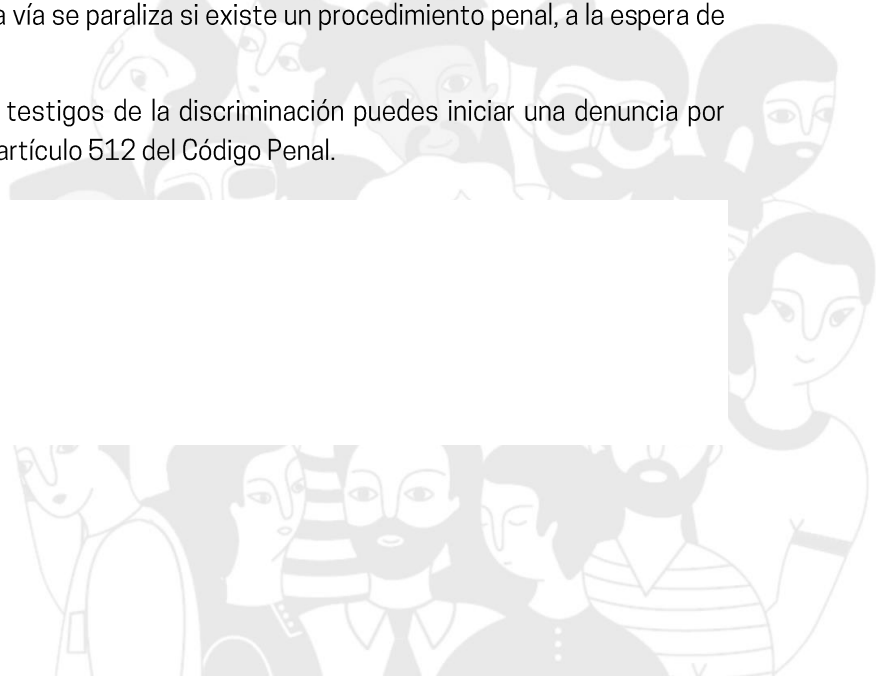 a vía se paraliza si existe un procedimiento penal, a la espera de
testigos de la discriminación puedes iniciar una denuncia por
artículo 512 del Código Penal.